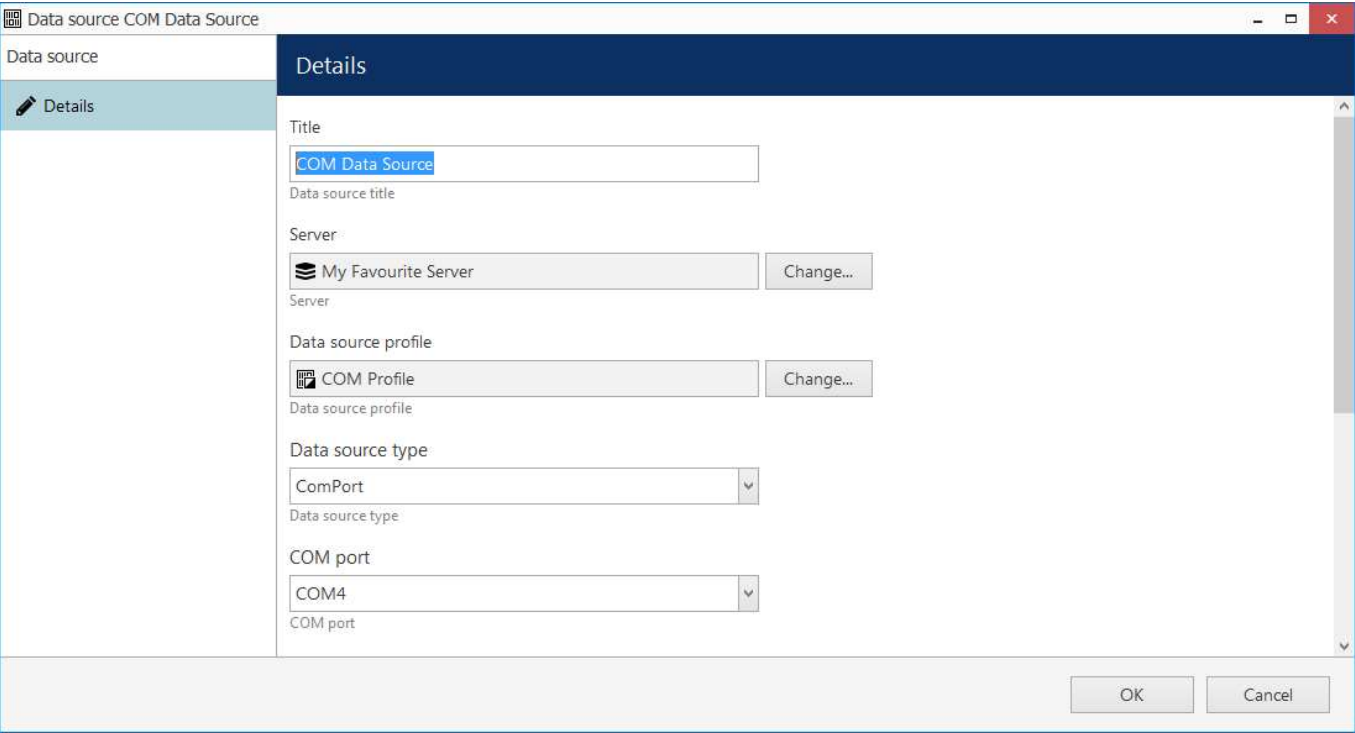 Data source COM Data Source
Data source
Details
Details
Title
COM Data Source
Data source title
Server
My Favourite Server
Change...
Server
Data source profile
COM Profile
Change...
Data source profile
Data source type
ComPort
Data source type
COM port
COM4
COM port
OK
Cancel